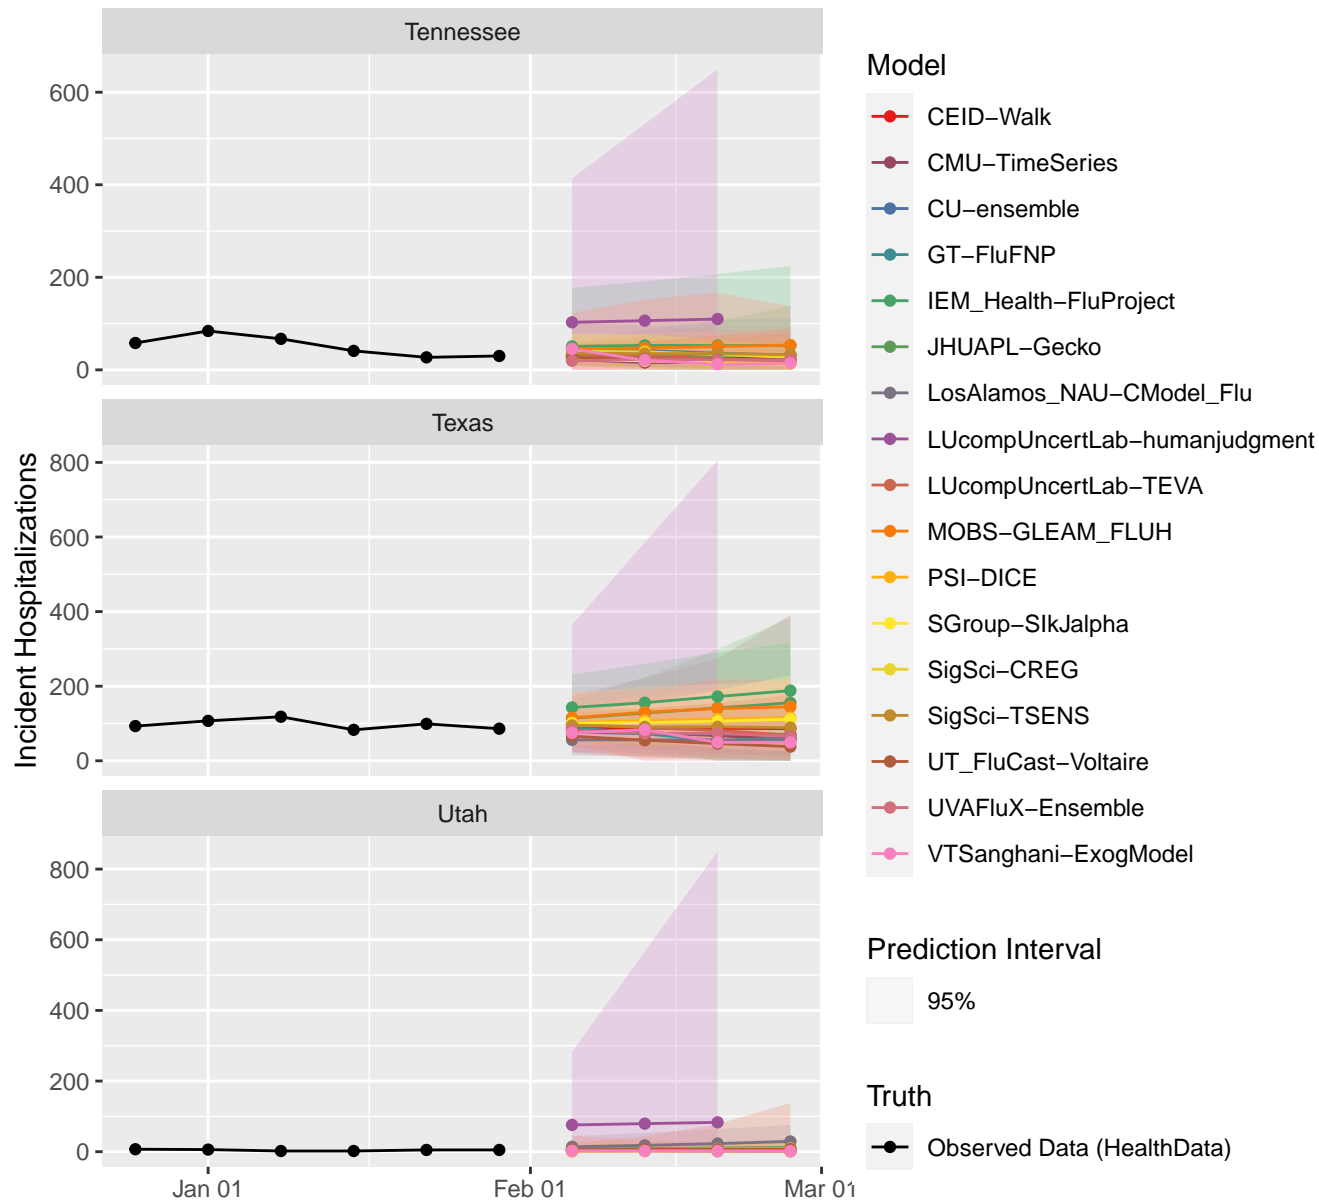 Tennessee
600
400
200
0
Texas
800
600
400
200
0
Utah
800
600
400
200
0
Jan 01
Feb 01
Mar 01
Incident Hospitalizations
Model
CEID−Walk
CMU−TimeSeries
CU−ensemble
GT−FluFNP
IEM_Health−FluProject
JHUAPL−Gecko
LosAlamos_NAU−CModel_Flu
LUcompUncertLab−humanjudgment
LUcompUncertLab−TEVA
MOBS−GLEAM_FLUH
PSI−DICE
SGroup−SIkJalpha
SigSci−CREG
SigSci−TSENS
UT_FluCast−Voltaire
UVAFluX−Ensemble
VTSanghani−ExogModel
Prediction Interval
95%
Truth
Observed Data (HealthData)